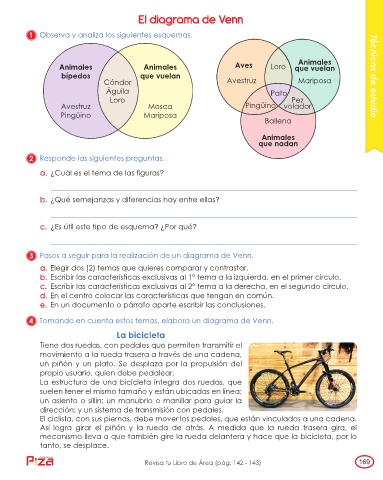 El diagrama de Venn
1 Observa y analiza los siguientes esquemas.
Animales
bípedos
Animales
que vuelan
Cóndor
Águila
Loro
Avestruz
Pingüino
Mosca
Mariposa
Aves
Loro
Animales
que vuelan
Avestruz
Mariposa
Pato
Pingüino
Pez
volador
Ballena
Animales
que nadan
Técnicas de estudio
2 Responde las siguientes preguntas.
a. ¿Cuál es el tema de las figuras?
b. ¿Qué semejanzas y diferencias hay entre ellas?
c. ¿Es útil este tipo de esquema? ¿Por qué?
3 Pasos a seguir para la realización de un diagrama de Venn.
a. Elegir dos (2) temas que quieres comparar y contrastar.
b. Escribir las características exclusivas al 1° tema a la izquierda, en el primer círculo.
c. Escribir las características exclusivas al 2° tema a la derecha, en el segundo círculo.
d. En el centro colocar las características que tengan en común.
e. En un documento o párrafo aparte escribir las conclusiones.
4 Tomando en cuenta estos temas, elabora un diagrama de Venn.
La bicicleta
Tiene dos ruedas, con pedales que permiten transmitir el
movimiento a la rueda trasera a través de una cadena,
un piñón y un plato. Se desplaza por la propulsión del
propio usuario, quien debe pedalear.
La estructura de una bicicleta integra dos ruedas, que
suelen tener el mismo tamaño y están ubicadas en línea;
un asiento o sillín; un manubrio o manillar para guiar la
dirección; y un sistema de transmisión con pedales.
El ciclista, con sus piernas, debe mover los pedales, que están vinculados a una cadena.
Así logra girar el piñón y la rueda de atrás. A medida que la rueda trasera gira, el
mecanismo lleva a que también gire la rueda delantera y hace que la bicicleta, por lo
tanto, se desplace.
Piza
Revisa tu Libro de Área (pág. 142 - 143)
169